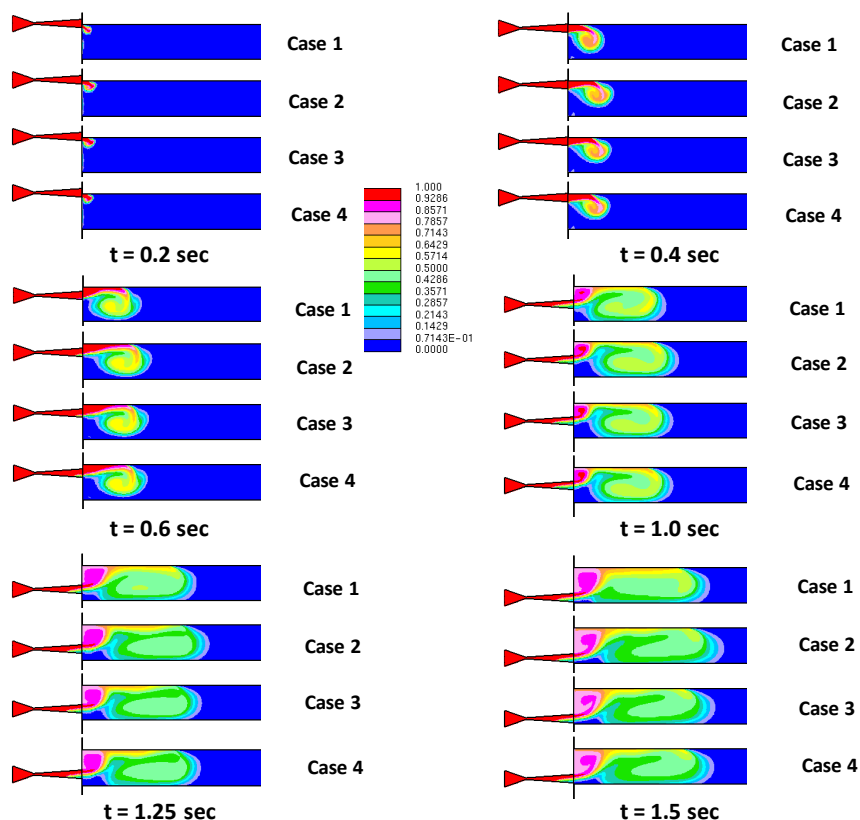 Case 1
Case 2
Case 3
Case 4
t = 0.2 sec
Case 1
Case 2
Case 3
Case 4
t = 0.4 sec
1.000
0.9286
0.8571
0.7857
0.7143
0.6429
0.5714
0.5000
0.4286
0.3571
0.2857
0.2143
0.1429
0.7143E-01
0.0000
Case 1
Case 2
Case 3
Case 4
t = 0.6 sec
Case 1
Case 2
Case 3
Case 4
t = 1.0 sec
Case 1
Case 2
Case 3
Case 4
t = 1.25 sec
Case 1
Case 2
Case 3
Case 4
t = 1.5 sec